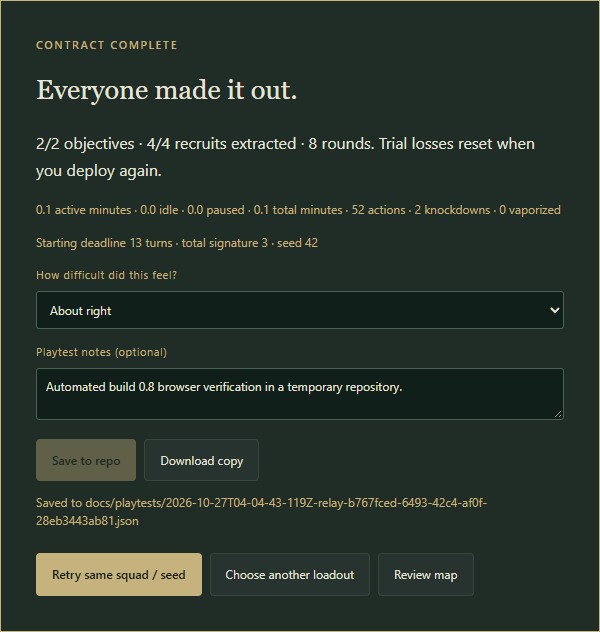 CONTRACT COMPLETE
Everyone made it out.
2/2 objectives · 4/4 recruits extracted · 8 rounds. Trial losses reset when
you deploy again.
0.1 active minutes · 0.0 idle · 0.0 paused · 0.1 total minutes · 52 actions · 2 knockdowns · 0 vaporized
Starting deadline 13 turns · total signature 3 · seed 42
How difficult did this feel?
About right
Playtest notes (optional)
Automated build 0.8 browser verification in a temporary repository.
Save to repo
Download copy
Saved to docs/playtests/2026-10-27T04-04-43-119Z-relay-b767fced-6493-42c4-af0f-
28eb3443ab81.json
Retry same squad / seed
Choose another loadout
Review map